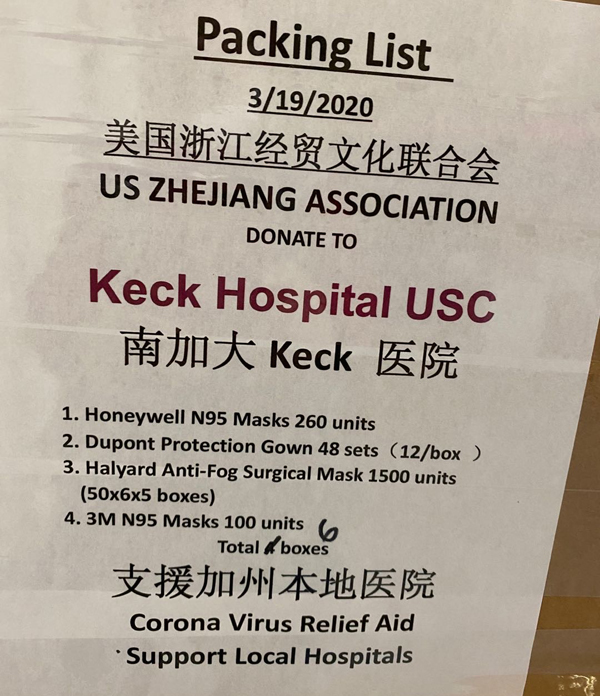 Packing List
3/19/2020
美国浙江经贸文化联合会
US ZHEJIANG ASSOCIATION
DONATE TO
Keck Hospital USC
南加大 Keck 医院
1. Honeywell N95 Masks 260 units
2. Dupont Protection Gown 48 sets（12/box ）
3. Halyard Anti-Fog Surgical Mask 1500 units
(50x6x5 boxes)
4. 3M N95 Masks 100 units
6
Total boxes
支援加州本地医院
Corona Virus Relief Aid
Support Local Hospitals